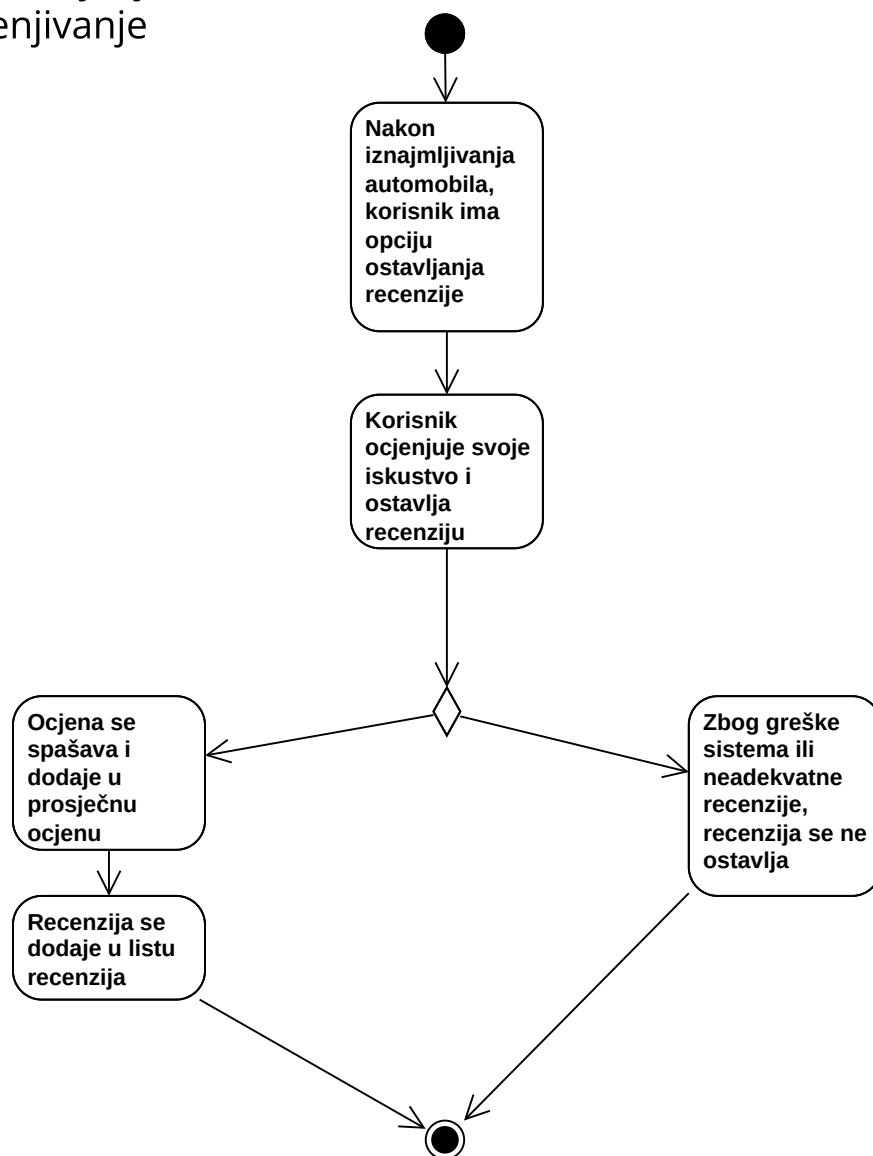 enjivanje
Nakon
iznajmljivanja
automobila,
korisnik ima
opciju
ostavljanja
recenzije
Korisnik
ocjenjuje svoje
iskustvo i
ostavlja
recenziju
Ocjena se
spašava i
dodaje u
prosječnu
ocjenu
Zbog greške
sistema ili
neadekvatne
recenzije,
recenzija se ne
ostavlja
Recenzija se
dodaje u listu
recenzija